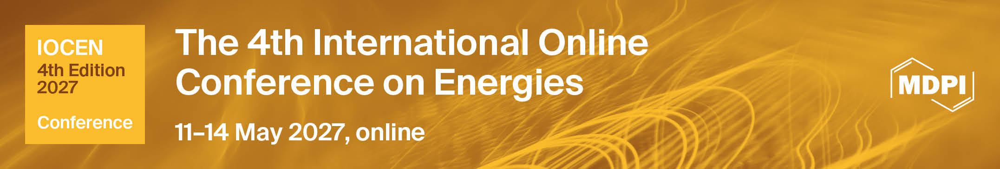 IOCEN
4th Edition
2027
Conference
The 4th International Online
Conference on Energies
11–14 May 2027, online
MDPI